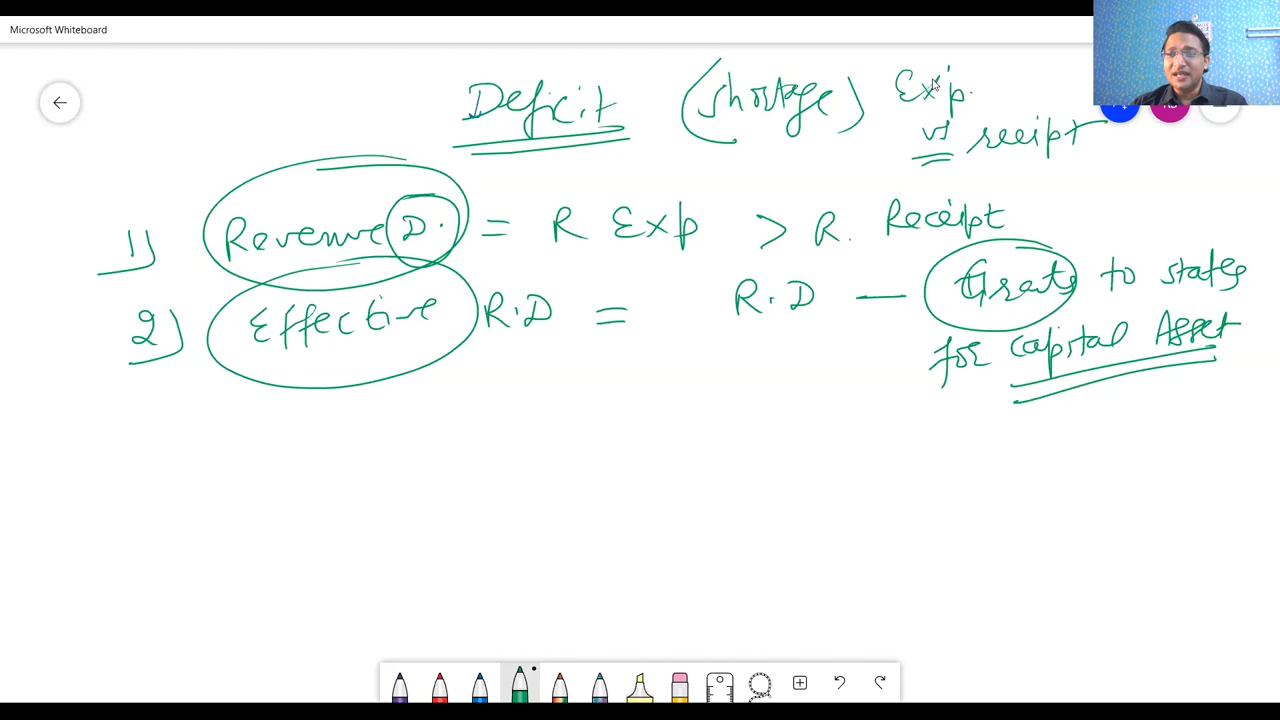 Microsoft Whiteboard
Deficit (shortage) Exp.
vs receipt
1) Revenue D. = R Exp > R. Receipt
2) Effective R.D = R.D — Grants to states
for capital Asset